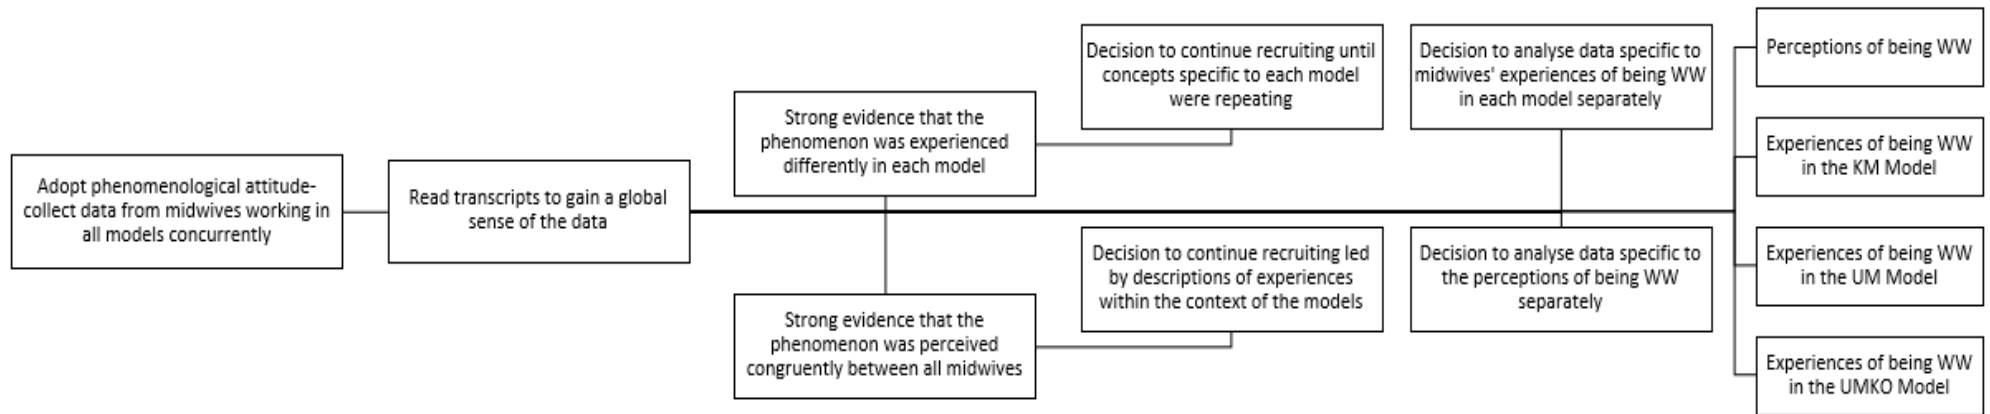 Adopt phenomenological attitude-
collect data from midwives working in
all models concurrently
Read transcripts to gain a global
sense of the data
Strong evidence that the
phenomenon was experienced
differently in each model
Strong evidence that the
phenomenon was perceived
congruently between all midwives
Decision to continue recruiting until
concepts specific to each model
were repeating
Decision to continue recruiting led
by descriptions of experiences
within the context of the models
Decision to analyse data specific to
midwives' experiences of being WW
in each model separately
Decision to analyse data specific to
the perceptions of being WW
separately
Perceptions of being WW
Experiences of being WW
in the KM Model
Experiences of being WW
in the UM Model
Experiences of being WW
in the UMKO Model